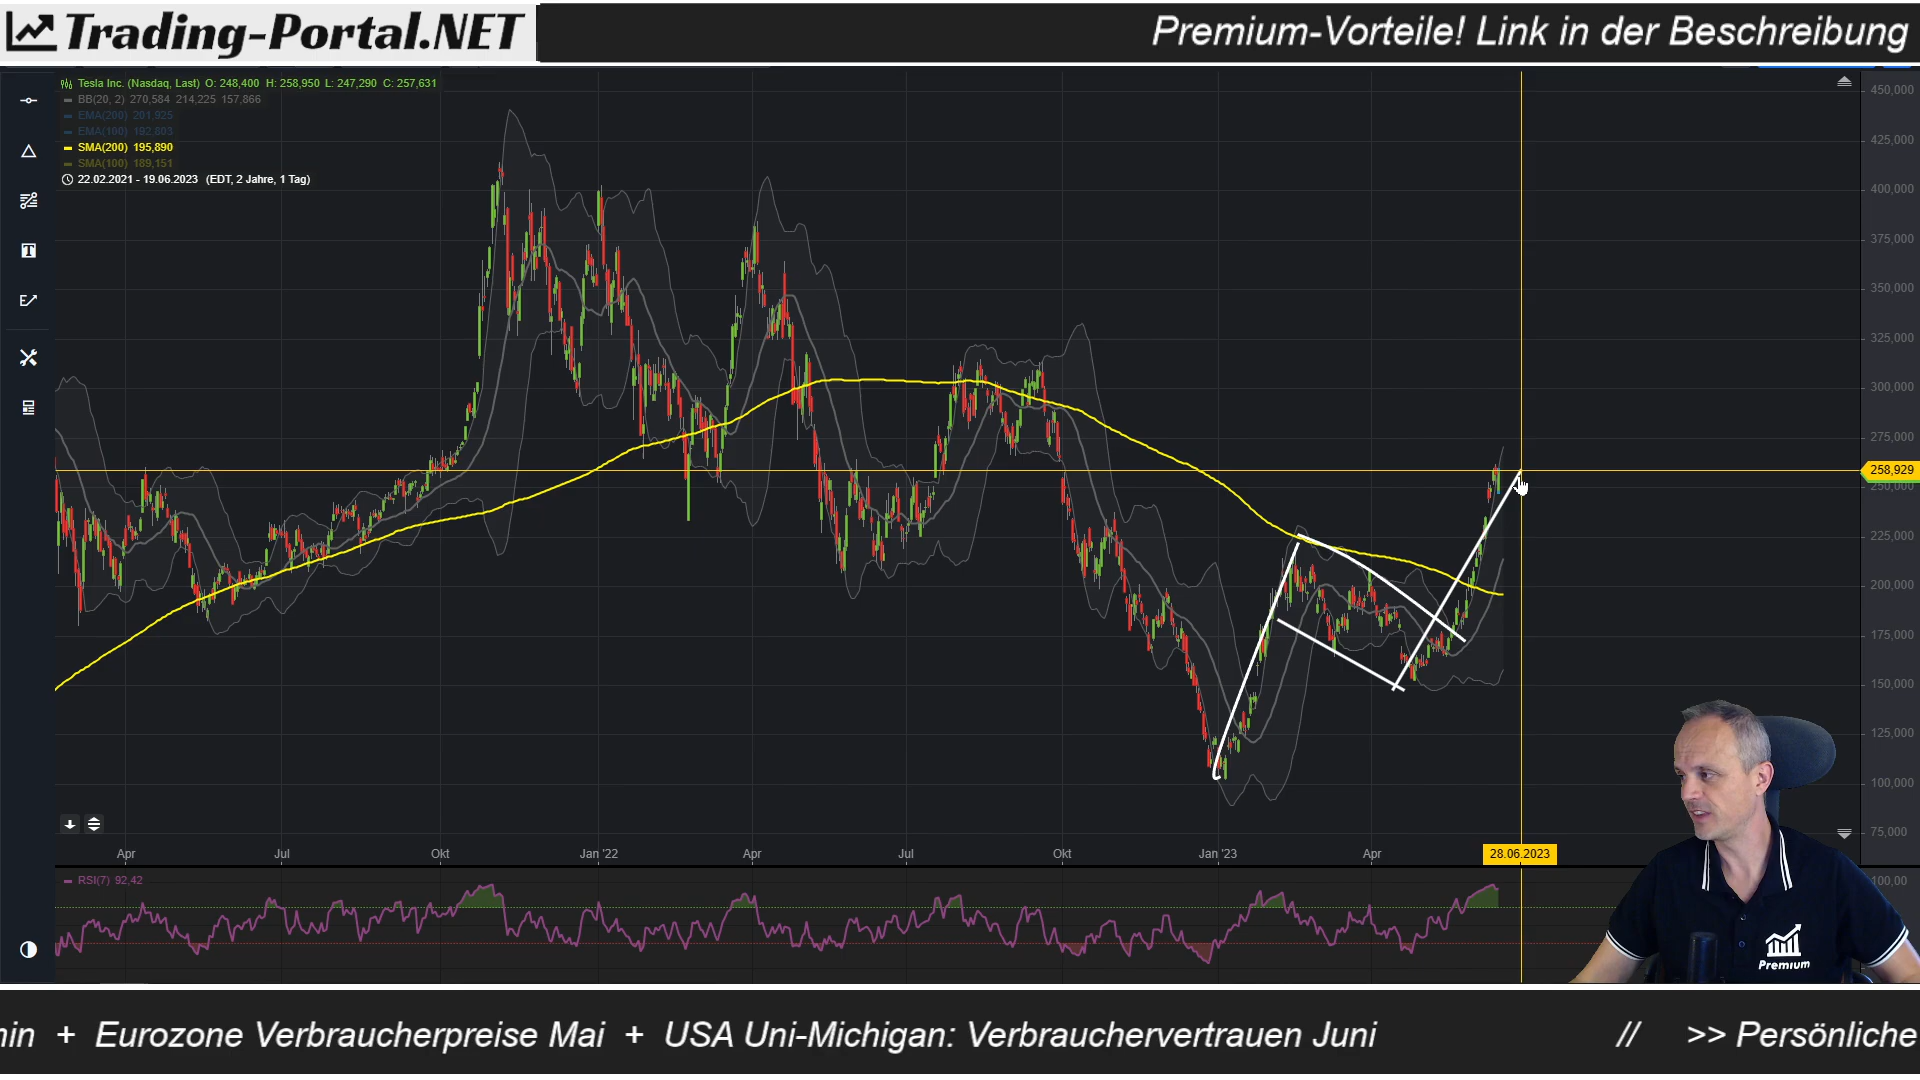 Trading-Portal.NET
Premium-Vorteile! Link in der Beschreibung
Tesla Inc. (Nasdaq, Last) O: 248,400 H: 258,950 L: 247,290 C: 257,631
BB(20, 2) 270,584 214,225 157,866
EMA(200) 201,925
EMA(100) 192,803
SMA(200) 195,890
SMA(100) 189,151
22.02.2021 - 19.06.2023 (EDT, 2 Jahre, 1 Tag)
450,000
425,000
400,000
375,000
350,000
325,000
300,000
275,000
258,929
250,000
225,000
200,000
175,000
150,000
125,000
100,000
75,000
Apr Jul Okt Jan '22 Apr Jul Okt Jan '23 Apr 28.06.2023
RSI(7) 92,42
100,00
Premium
min + Eurozone Verbraucherpreise Mai + USA Uni-Michigan: Verbrauchervertrauen Juni // >> Persönliche